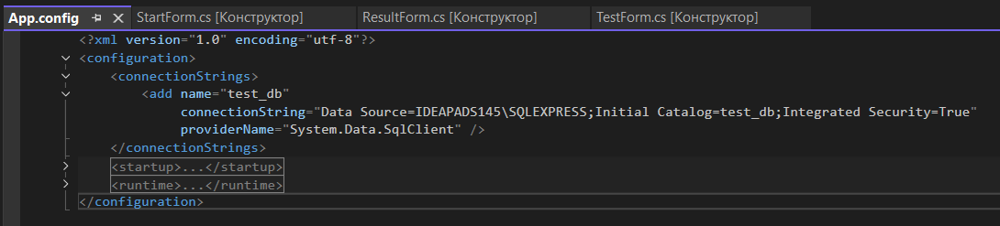 App.config StartForm.cs [Конструктор] ResultForm.cs [Конструктор] TestForm.cs [Конструктор]
<?xml version="1.0" encoding="utf-8"?>
<configuration>
<connectionStrings>
<add name="test_db"
connectionString="Data Source=IDEAPADS145\SQLEXPRESS;Initial Catalog=test_db;Integrated Security=True"
providerName="System.Data.SqlClient" />
</connectionStrings>
<startup>...</startup>
<runtime>...</runtime>
</configuration>